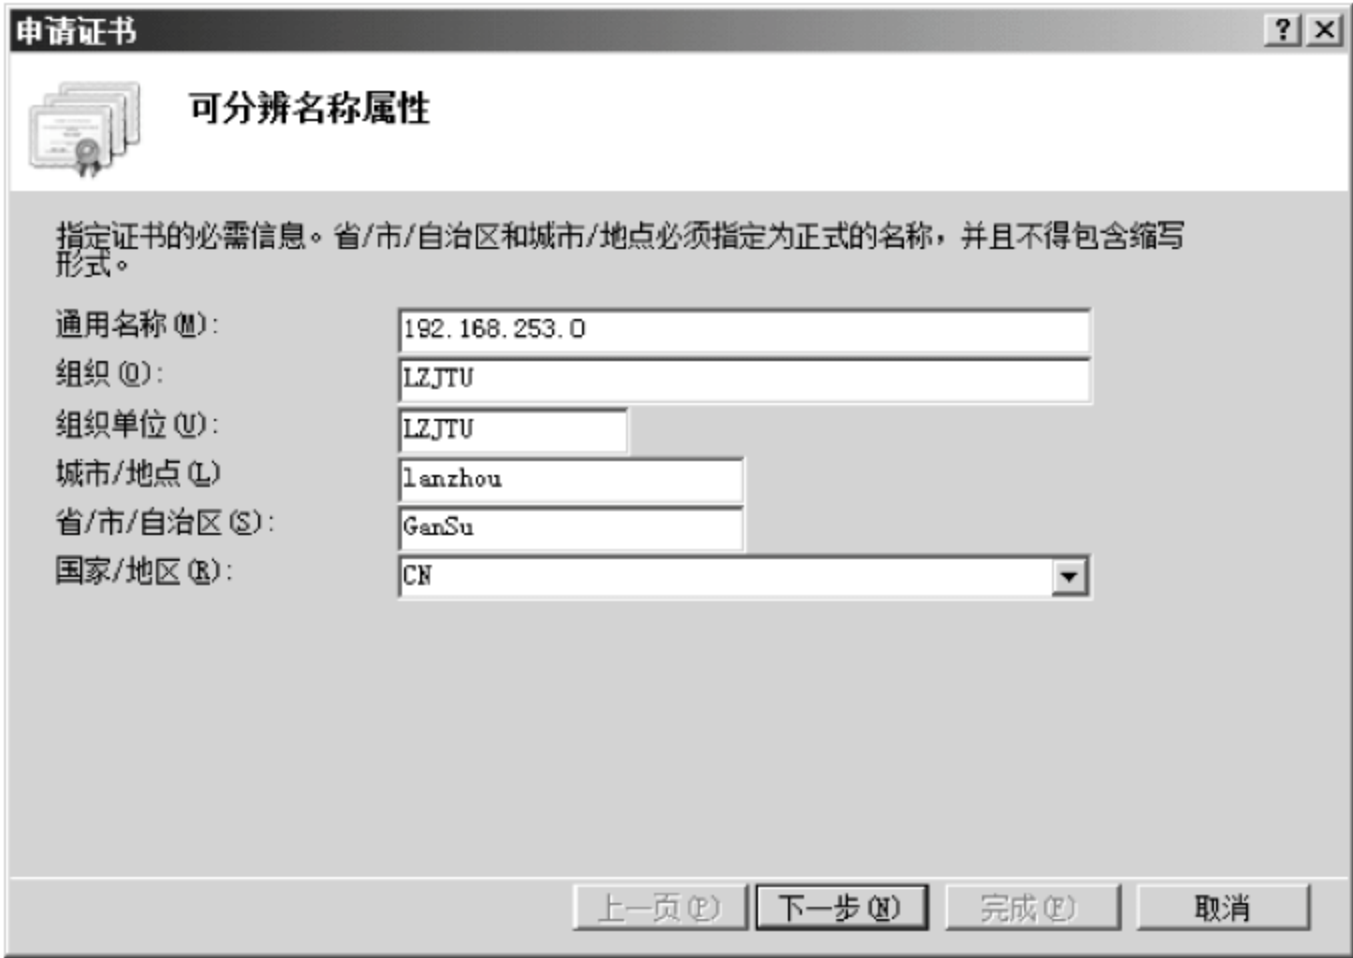 申请证书
可分辨名称属性
指定证书的必需信息。省/市/自治区和城市/地点必须指定为正式的名称，并且不得包含缩写
形式。
通用名称(M): 192.168.253.0
组织(O): LZJTU
组织单位(U): LZJTU
城市/地点(L) lanzhou
省/市/自治区(S): GanSu
国家/地区(R): CN
上一页(P) 下一步(N) 完成(F) 取消